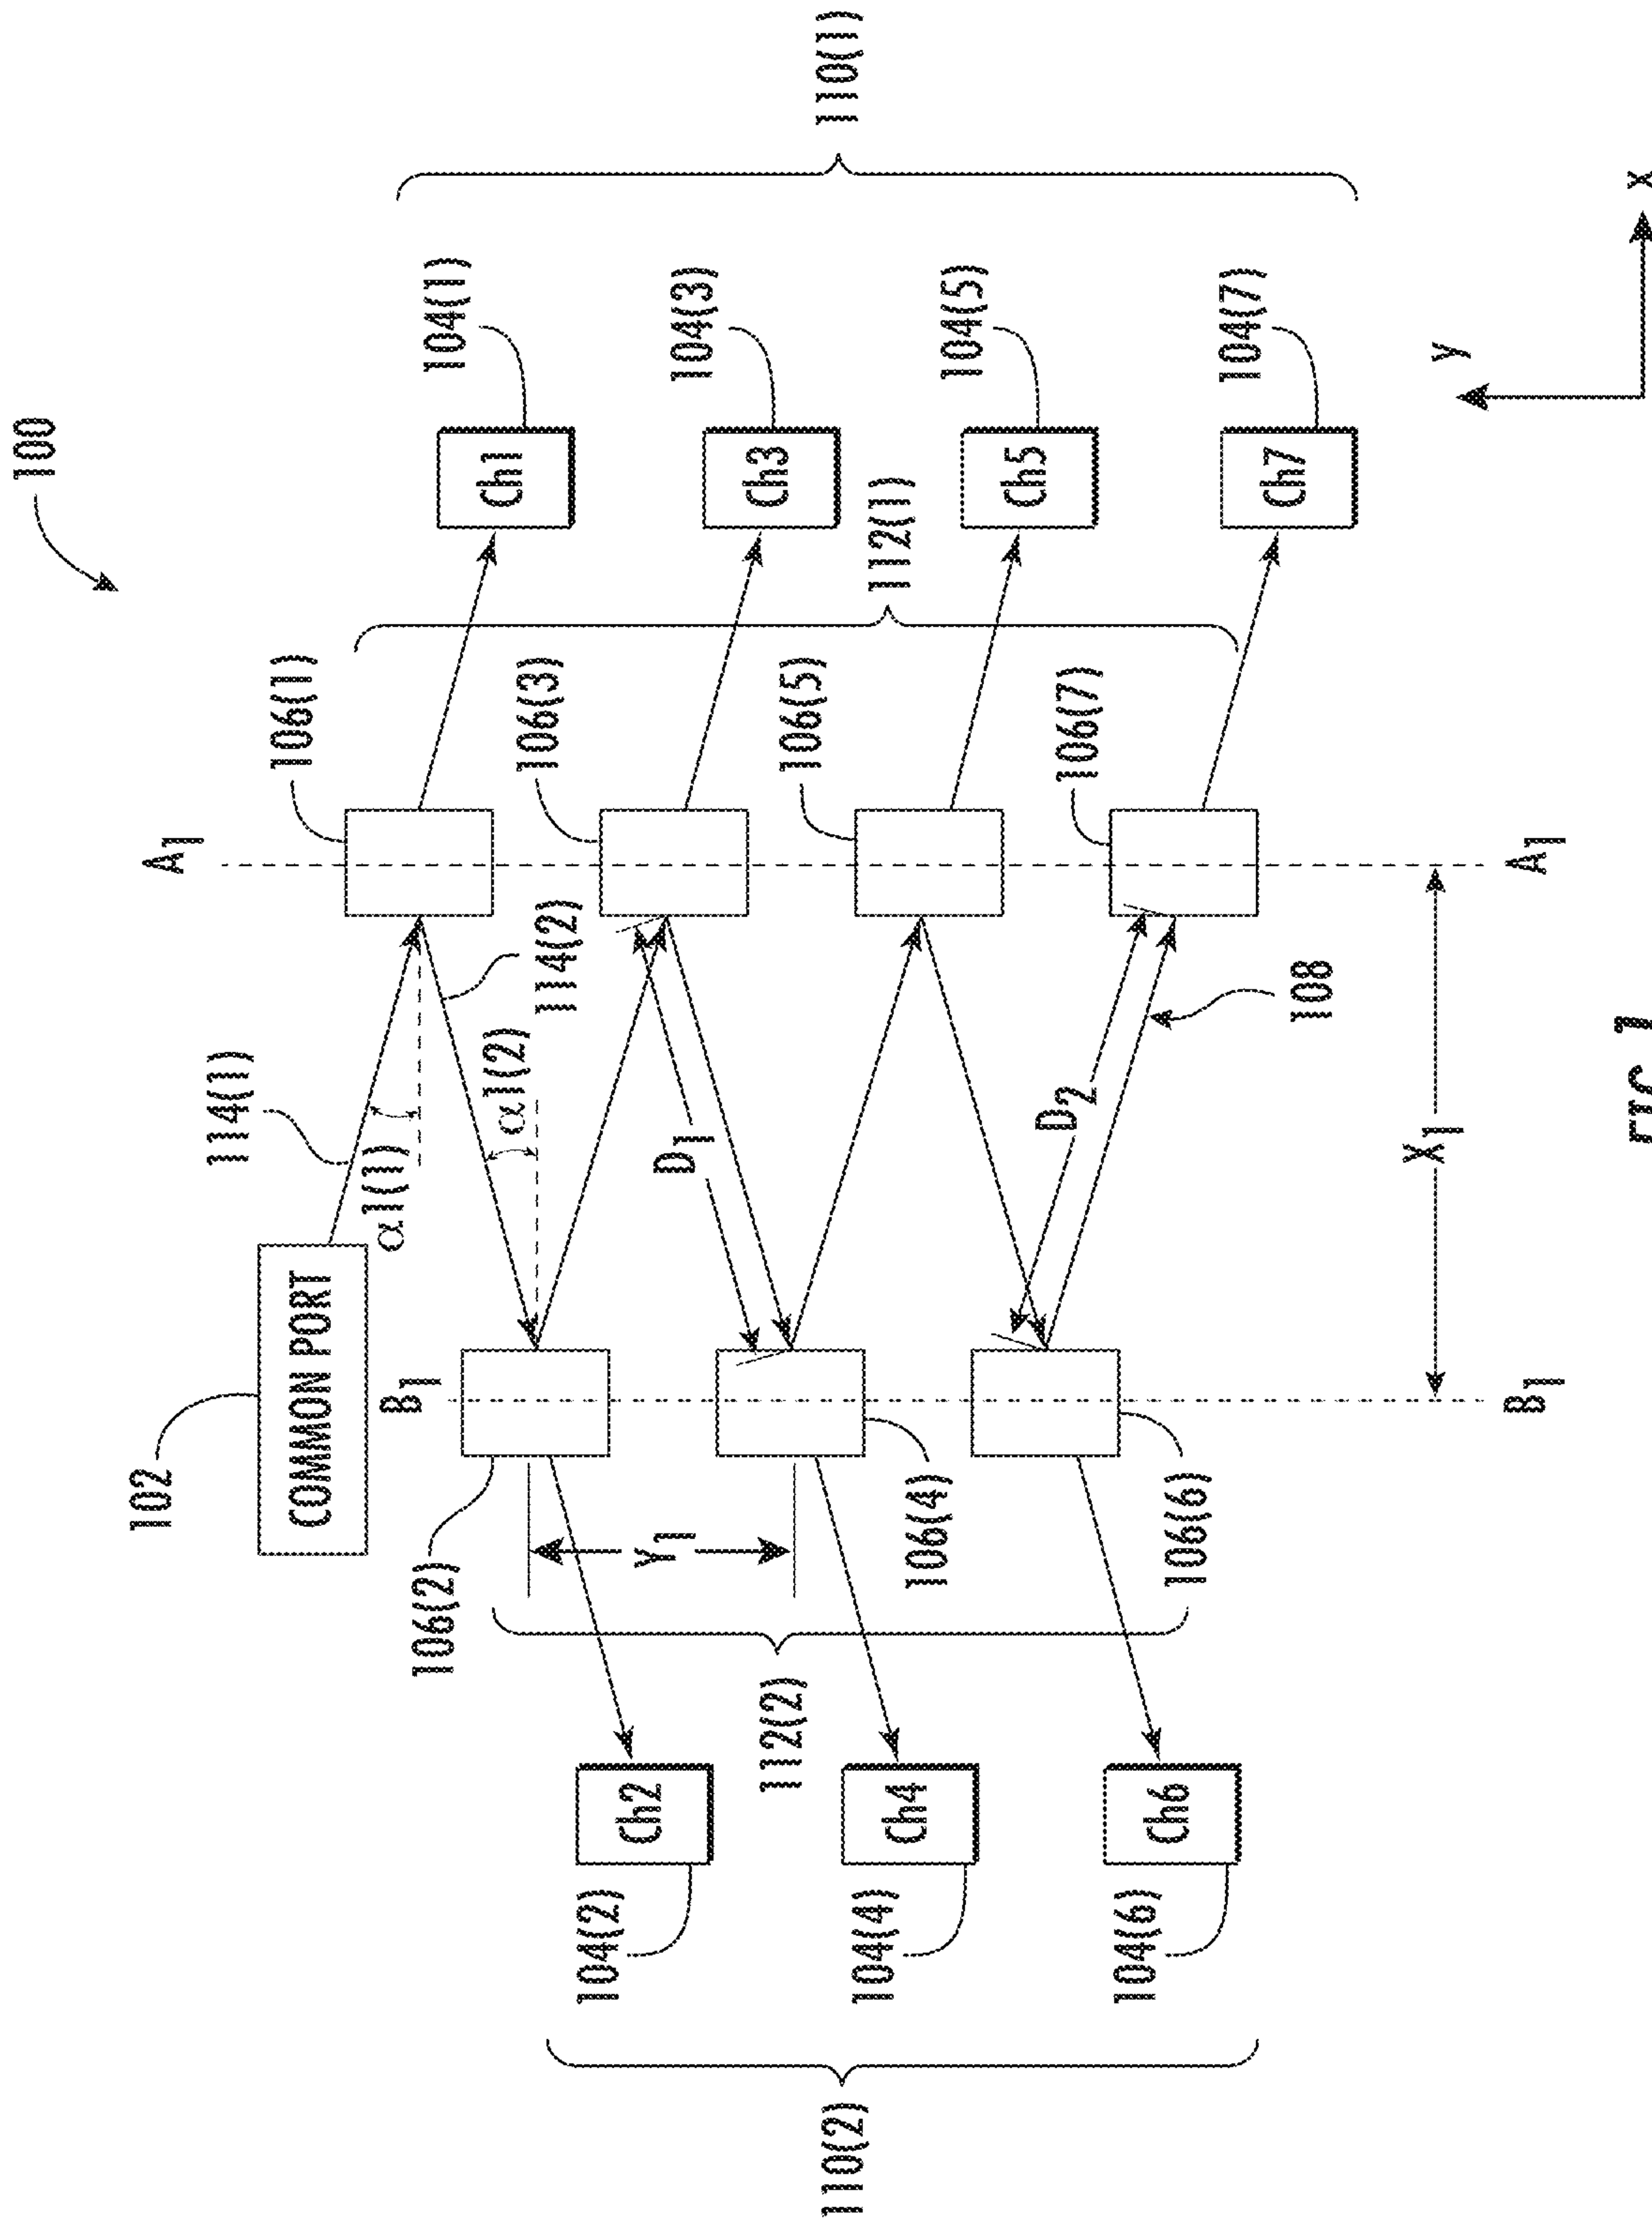 100
102
COMMON PORT
114(1)
α1(1)
A₁
106(1)
104(1)
Ch1
114(2)
α1(2)
B₁
106(2)
106(3)
104(3)
Ch3
110(1)
112(1)
104(2)
Ch2
Y₁
D₁
106(5)
104(5)
Ch5
112(2)
110(2)
104(4)
Ch4
106(4)
D₂
108
106(7)
104(7)
Ch7
104(6)
Ch6
106(6)
X₁
B₁
A₁
y
x
FIG. 1